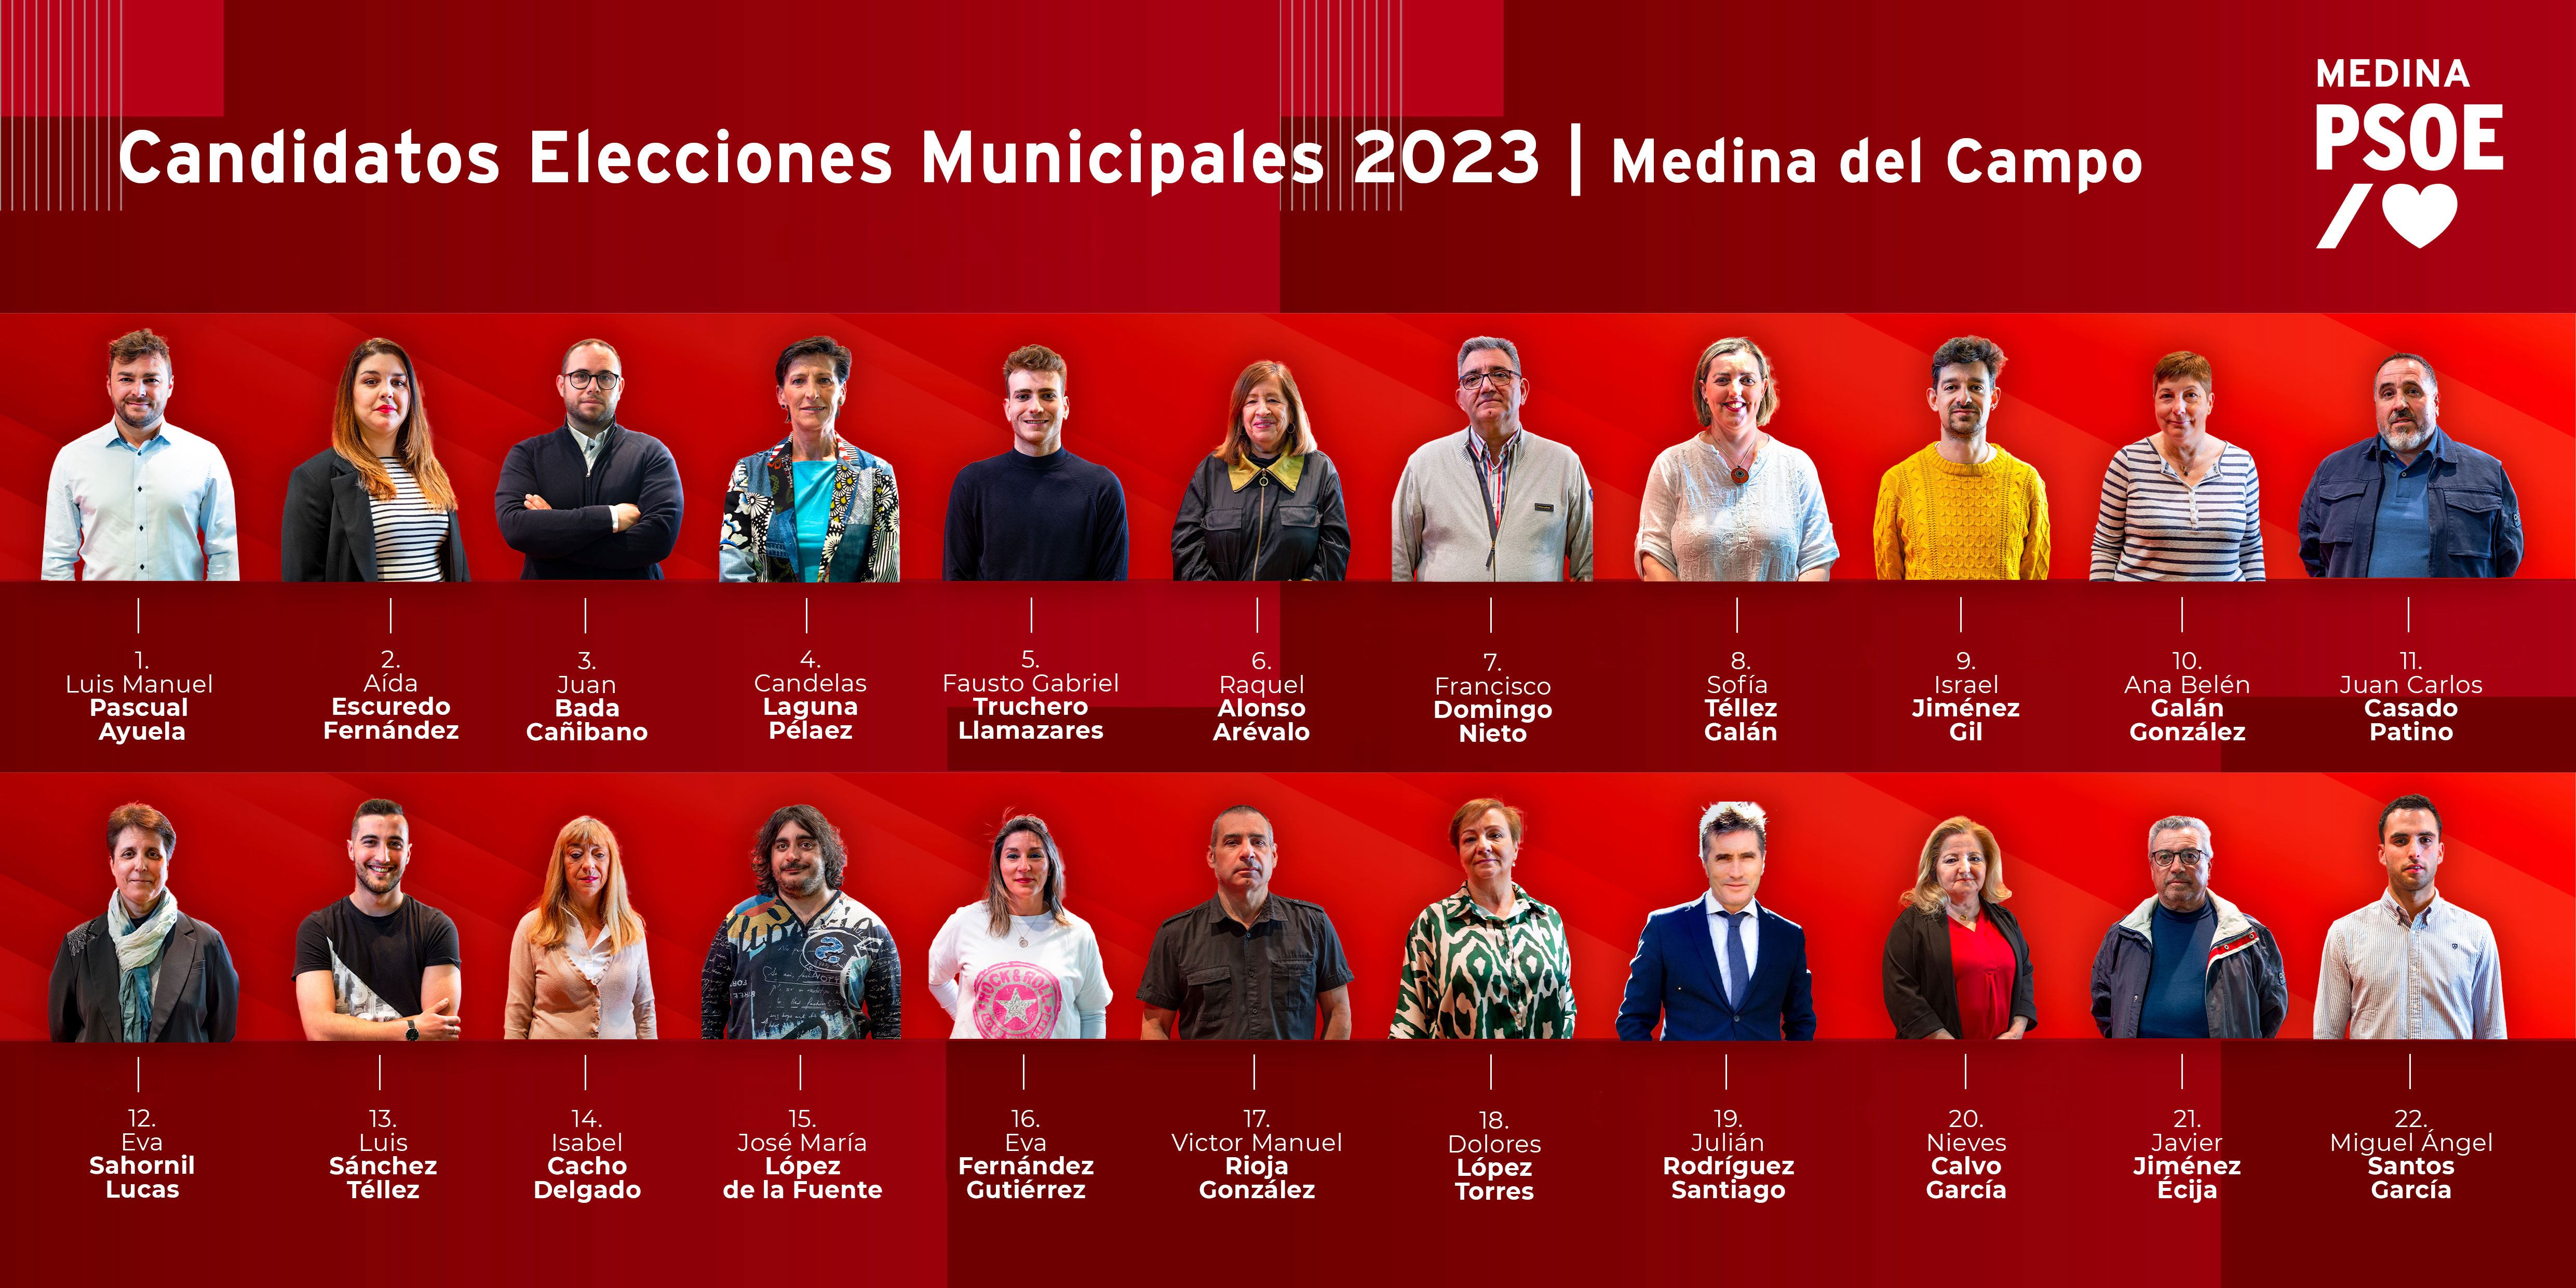 MEDINA
PSOE
Candidatos Elecciones Municipales 2023 | Medina del Campo
1.
Luis Manuel
Pascual
Ayuela
2.
Aída
Escuredo
Fernández
3.
Juan
Bada
Cañibano
4.
Candelas
Laguna
Pélaez
5.
Fausto Gabriel
Truchero
Llamazares
6.
Raquel
Alonso
Arévalo
7.
Francisco
Domingo
Nieto
8.
Sofía
Téllez
Galán
9.
Israel
Jiménez
Gil
10.
Ana Belén
Galán
González
11.
Juan Carlos
Casado
Patino
ROCK & ROLL
12.
Eva
Sahornil
Lucas
13.
Luis
Sánchez
Téllez
14.
Isabel
Cacho
Delgado
15.
José María
López
de la Fuente
16.
Eva
Fernández
Gutiérrez
17.
Victor Manuel
Rioja
González
18.
Dolores
López
Torres
19.
Julián
Rodríguez
Santiago
20.
Nieves
Calvo
García
21.
Javier
Jiménez
Écija
22.
Miguel Ángel
Santos
García